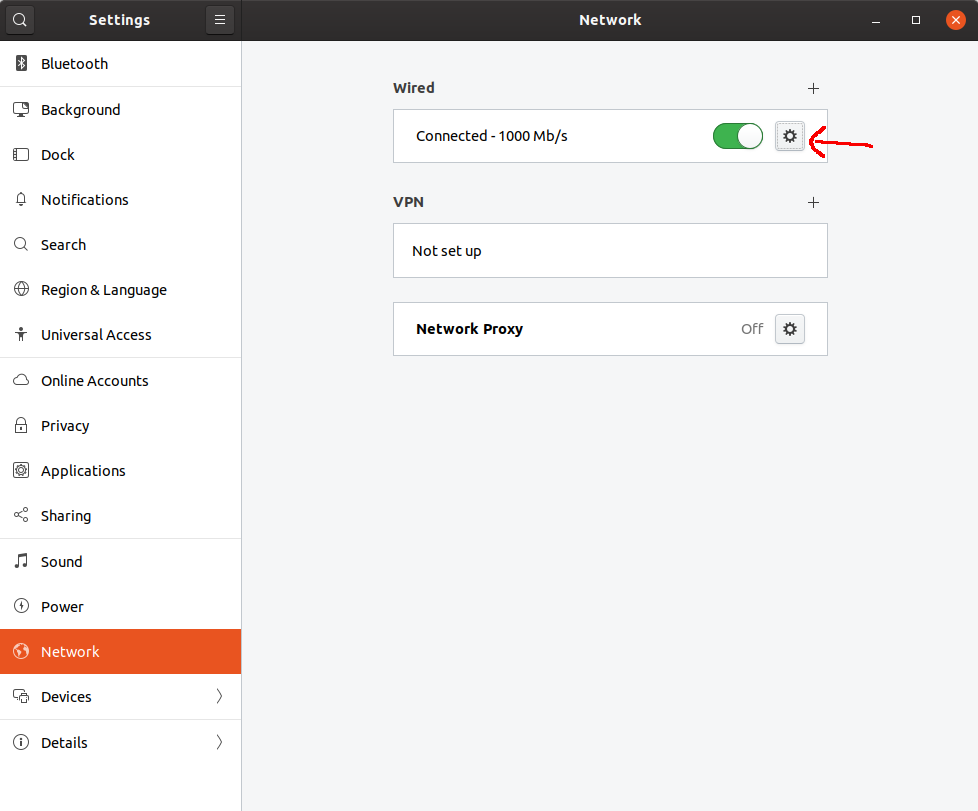 Settings
Network
Bluetooth
Background
Dock
Notifications
Search
Region & Language
Universal Access
Online Accounts
Privacy
Applications
Sharing
Sound
Power
Network
Devices
Details
Wired
Connected - 1000 Mb/s
VPN
Not set up
Network Proxy Off